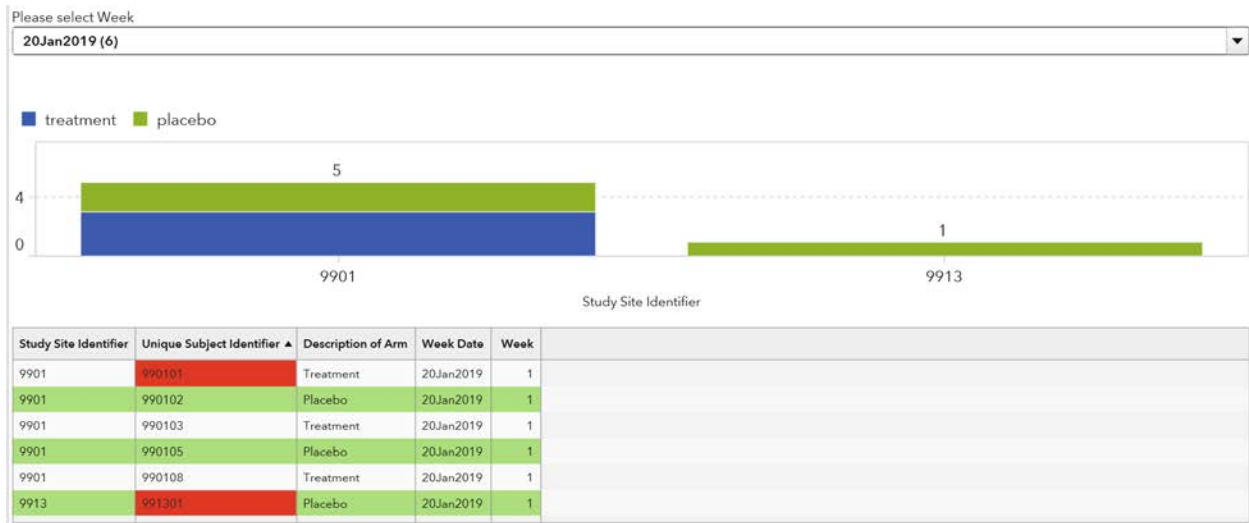 Please select Week
20Jan2019 (6)
treatment placebo
5
4
1
0
9901 9913
Study Site Identifier
Study Site Identifier Unique Subject Identifier ▲ Description of Arm Week Date Week
9901 990101 Treatment 20Jan2019 1
9901 990102 Placebo 20Jan2019 1
9901 990103 Treatment 20Jan2019 1
9901 990105 Placebo 20Jan2019 1
9901 990108 Treatment 20Jan2019 1
9913 991301 Placebo 20Jan2019 1